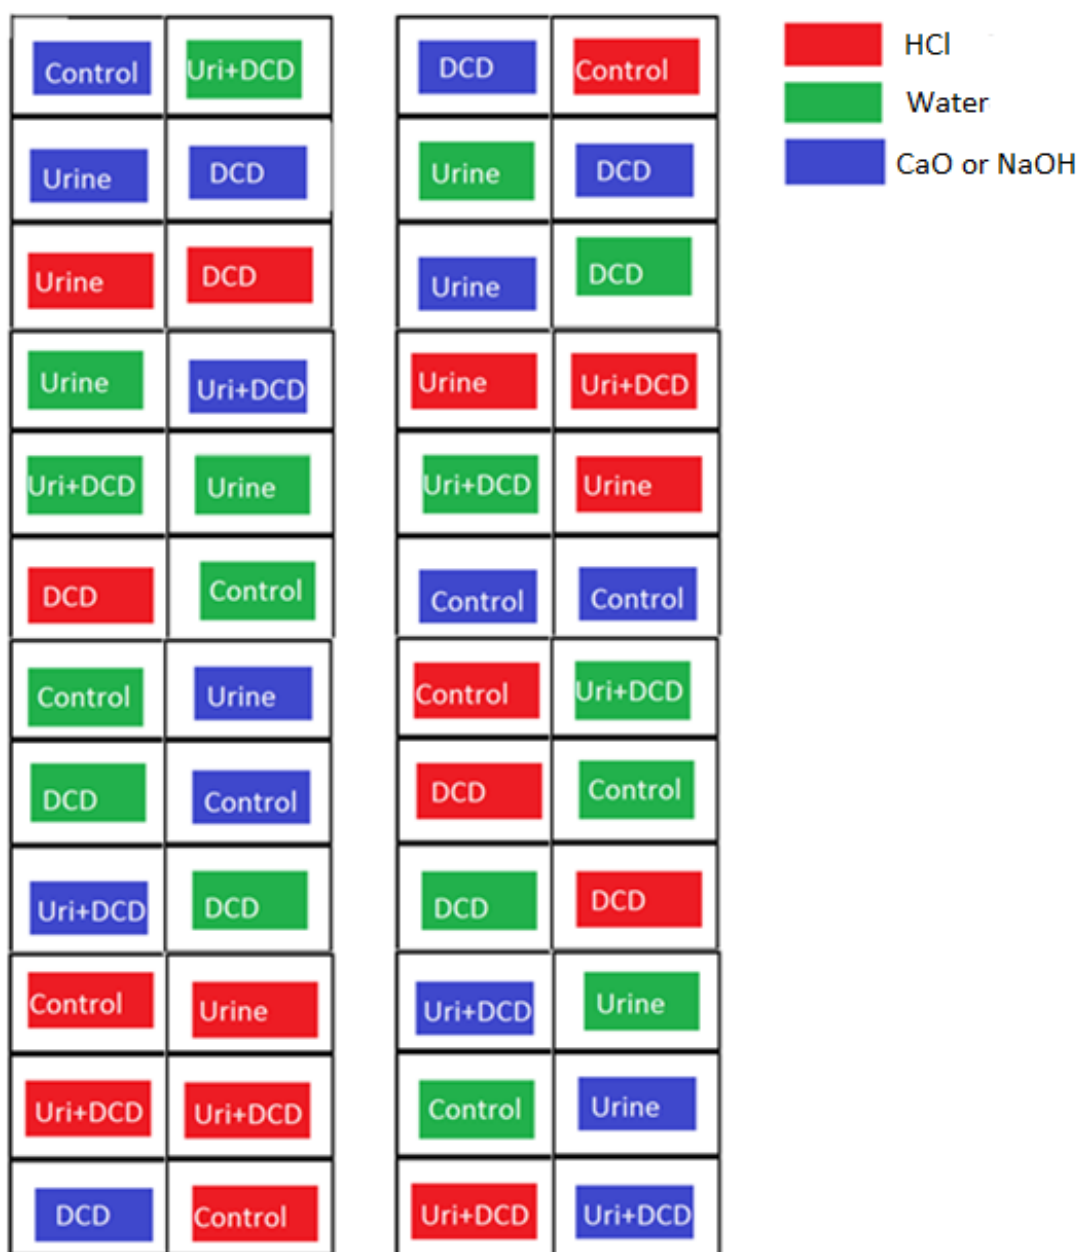 Control Uri+DCD DCD Control HCl
Water
Urine DCD Urine DCD CaO or NaOH
Urine DCD Urine DCD
Urine Uri+DCD Urine Uri+DCD
Uri+DCD Urine Uri+DCD Urine
DCD Control Control Control
Control Urine Control Uri+DCD
DCD Control DCD Control
Uri+DCD DCD DCD DCD
Control Urine Uri+DCD Urine
Uri+DCD Uri+DCD Control Urine
DCD Control Uri+DCD Uri+DCD